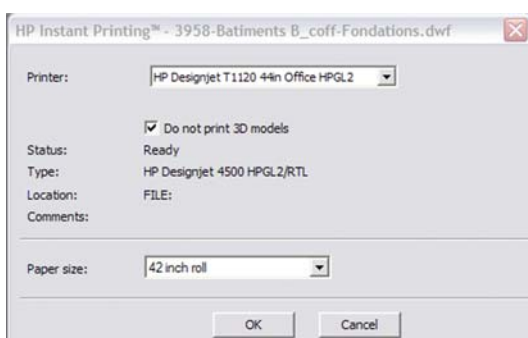 HP Instant Printing™ - 3958-Batiments B_coff-Fondations.dwf
Printer: HP Designjet T1120 44in Office HPGL2
Do not print 3D models
Status: Ready
Type: HP Designjet 4500 HPGL2/RTL
Location: FILE:
Comments:
Paper size: 42 inch roll
OK Cancel